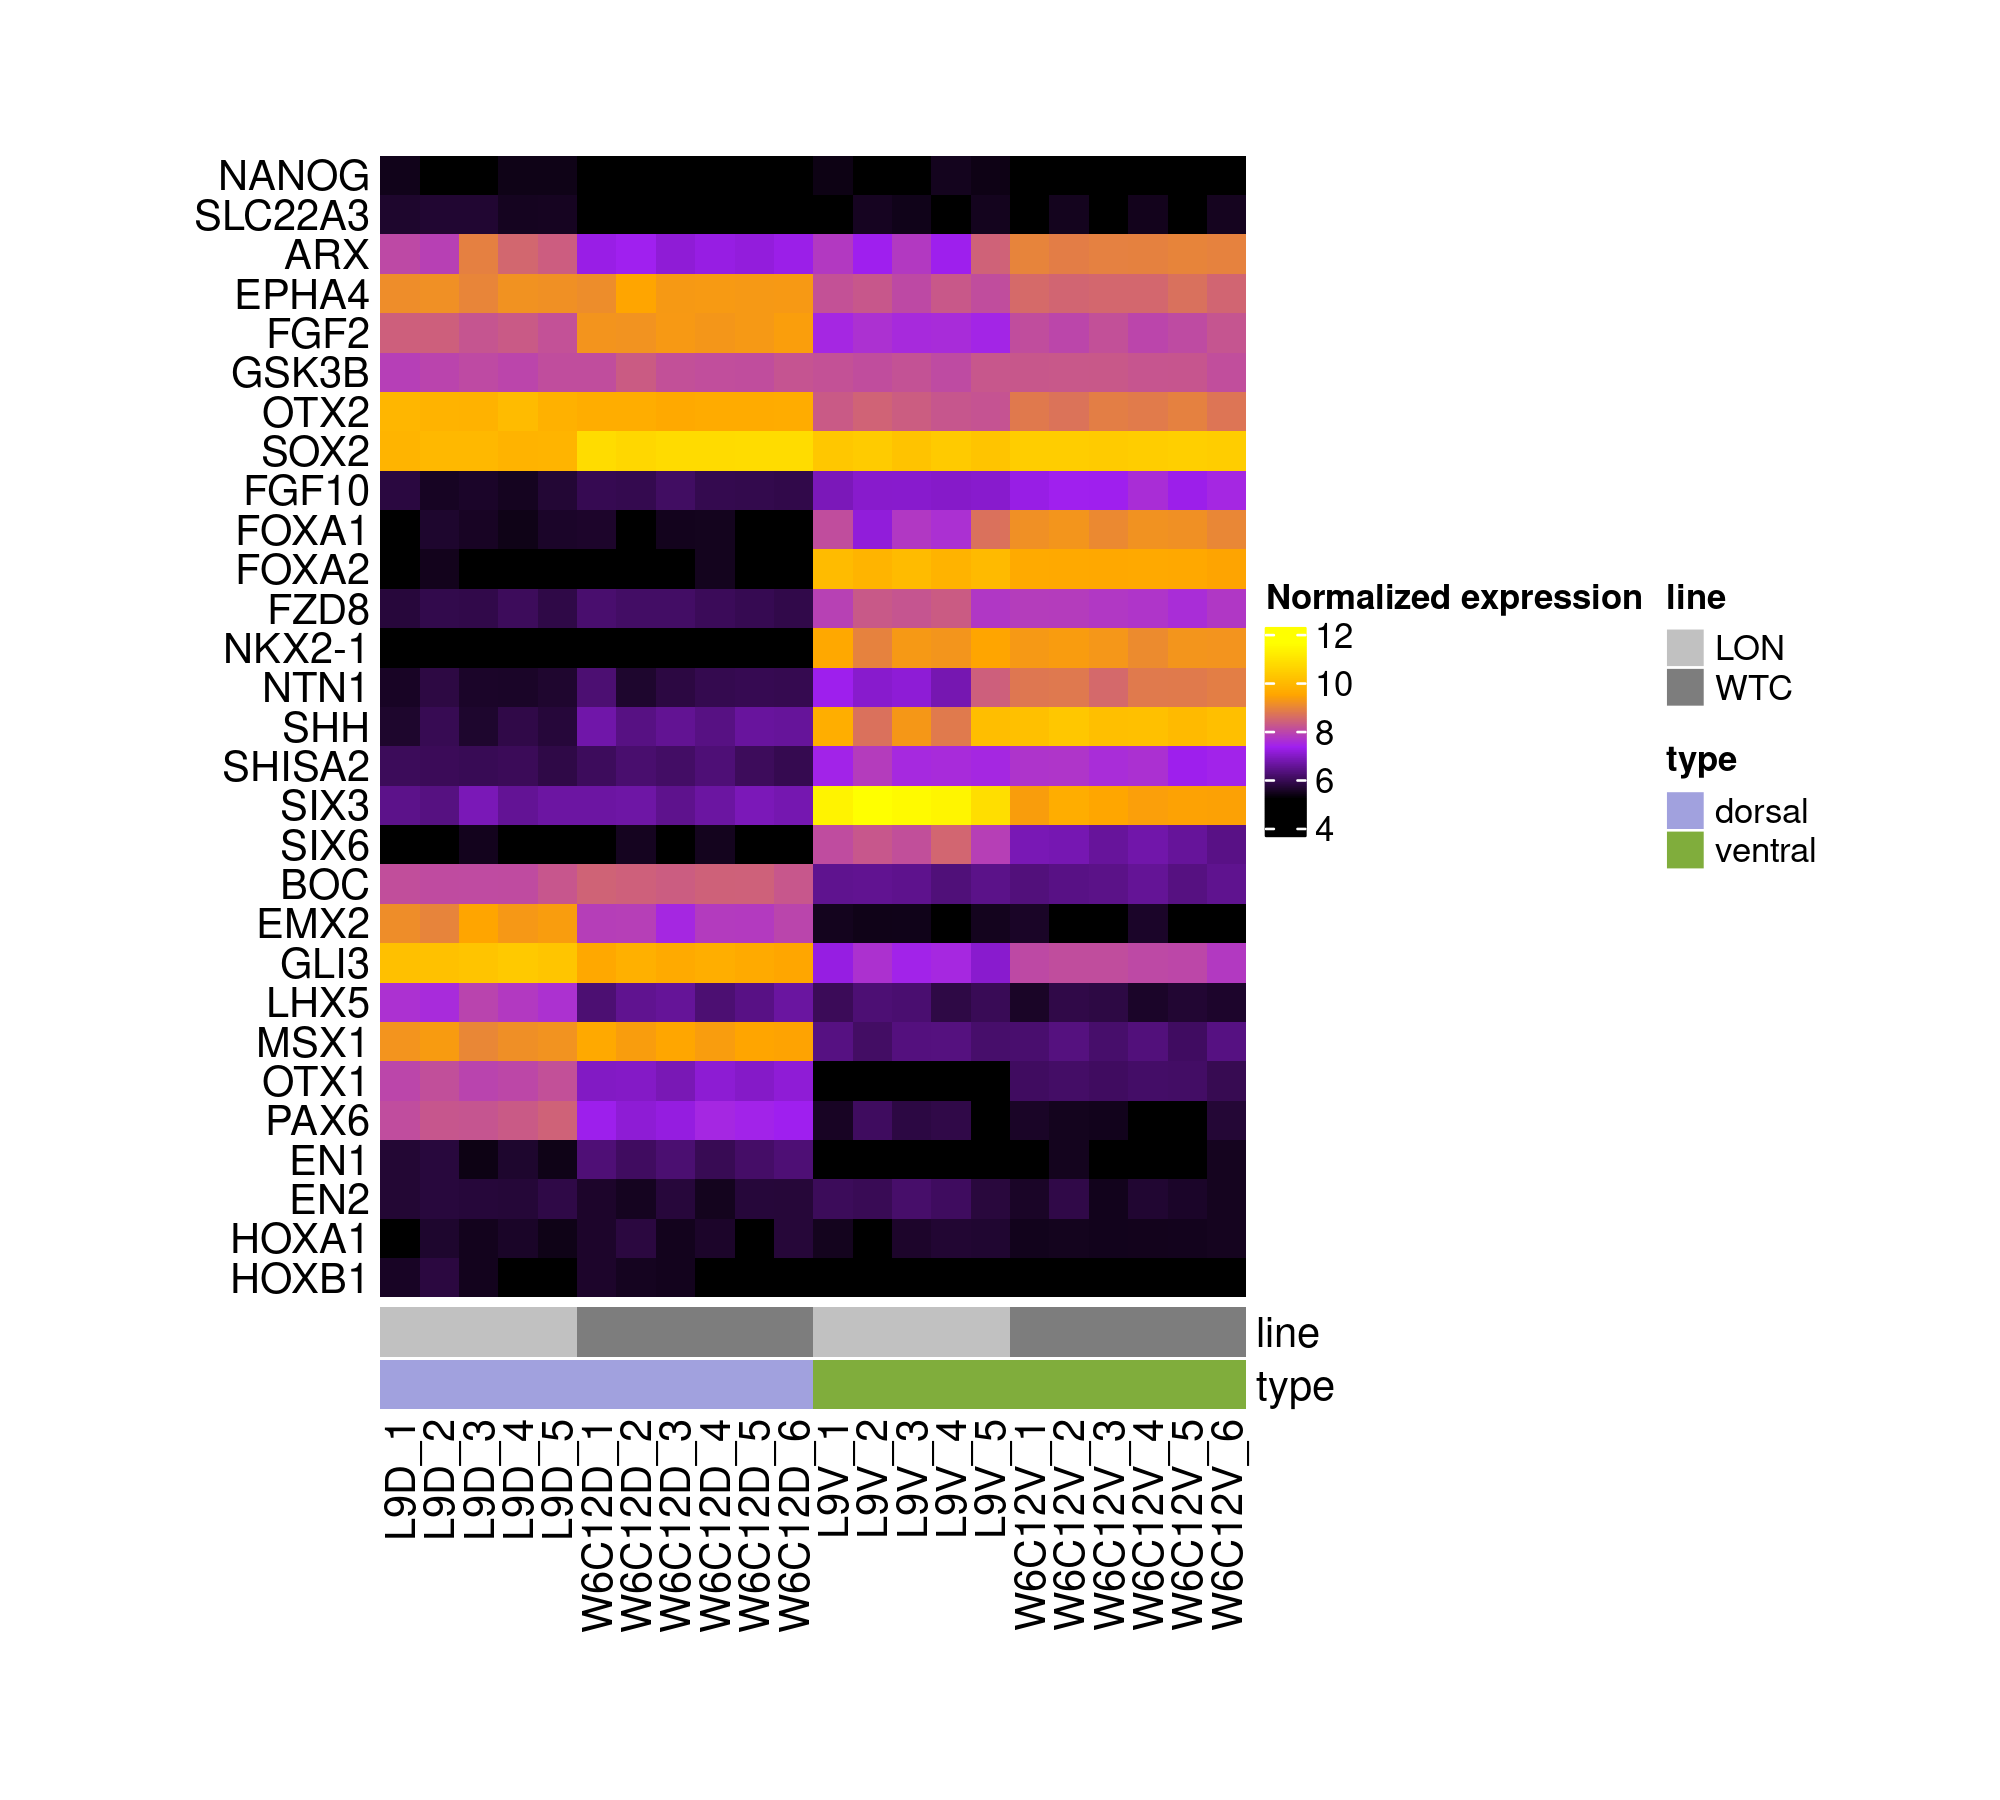 NANOG
SLC22A3
ARX
EPHA4
FGF2
GSK3B
OTX2
SOX2
FGF10
FOXA1
FOXA2
FZD8
NKX2-1
NTN1
SHH
SHISA2
SIX3
SIX6
BOC
EMX2
GLI3
LHX5
MSX1
OTX1
PAX6
EN1
EN2
HOXA1
HOXB1
line
type
L9D_1
L9D_2
L9D_3
L9D_4
L9D_5
W6C12D_1
W6C12D_2
W6C12D_3
W6C12D_4
W6C12D_5
W6C12D_6
L9V_1
L9V_2
L9V_3
L9V_4
L9V_5
W6C12V_1
W6C12V_2
W6C12V_3
W6C12V_4
W6C12V_5
W6C12V_6
Normalized expression
12
10
8
6
4
line
LON
WTC
type
dorsal
ventral